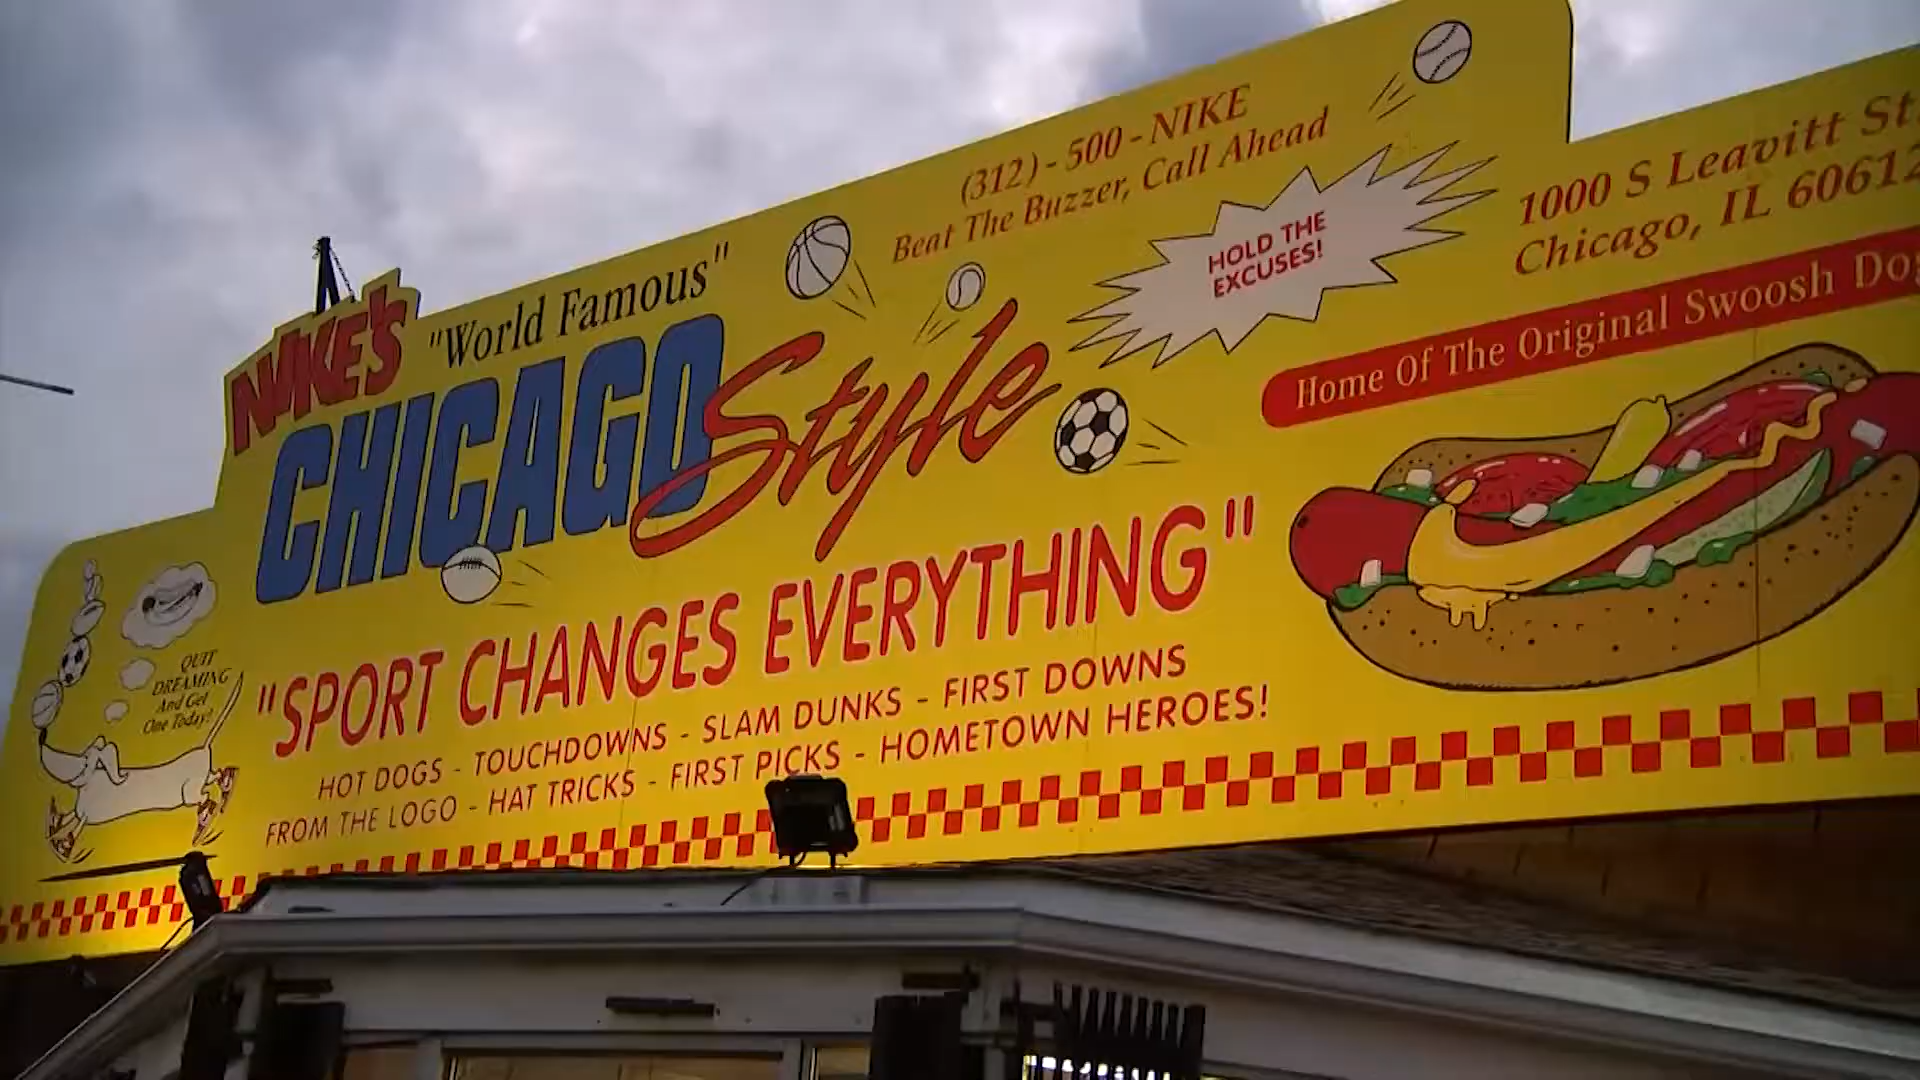 (312) - 500 - NIKE
Beat The Buzzer, Call Ahead
HOLD THE
EXCUSES!
1000 S Leavitt St.
Chicago, IL 60612
NIKE'S
"World Famous"
CHICAGO Style
Home Of The Original Swoosh Dog
"SPORT CHANGES EVERYTHING"
HOT DOGS - TOUCHDOWNS - SLAM DUNKS - FIRST DOWNS
FROM THE LOGO - HAT TRICKS - FIRST PICKS - HOMETOWN HEROES!
QUIT
DREAMING
And Get
One Today!